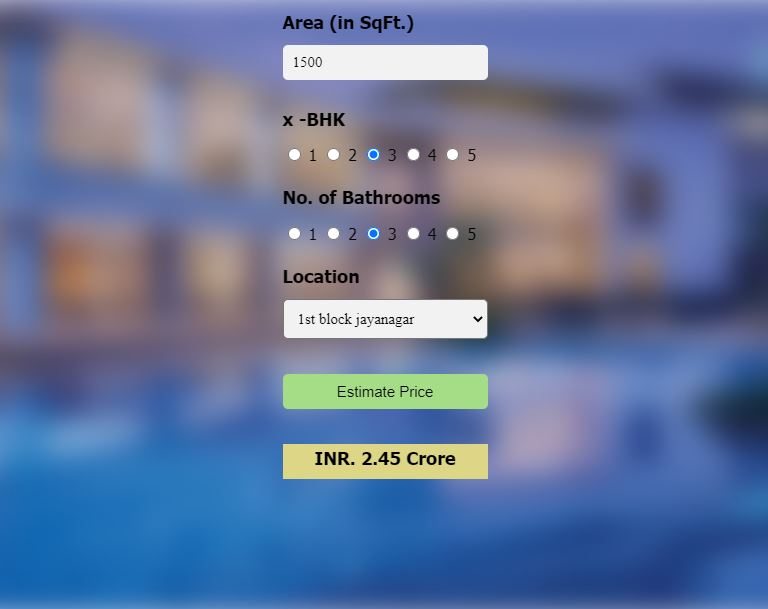 Area (in SqFt.)
1500
x -BHK
1 2 3 4 5
No. of Bathrooms
1 2 3 4 5
Location
1st block jayanagar
Estimate Price
INR. 2.45 Crore